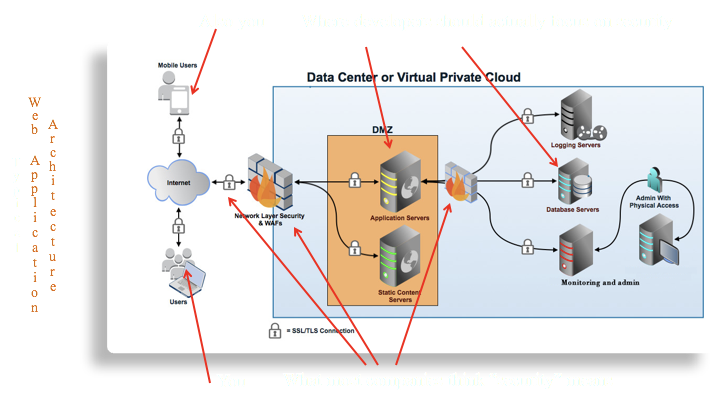 Web Application
Architecture
Mobile Users
Data Center or Virtual Private Cloud
DMZ
Logging Servers
Internet
Network Layer Security
& WAFs
Application Servers
Database Servers
Admin With
Physical Access
Users
Static Content
Servers
Monitoring and admin
= SSL/TLS Connection